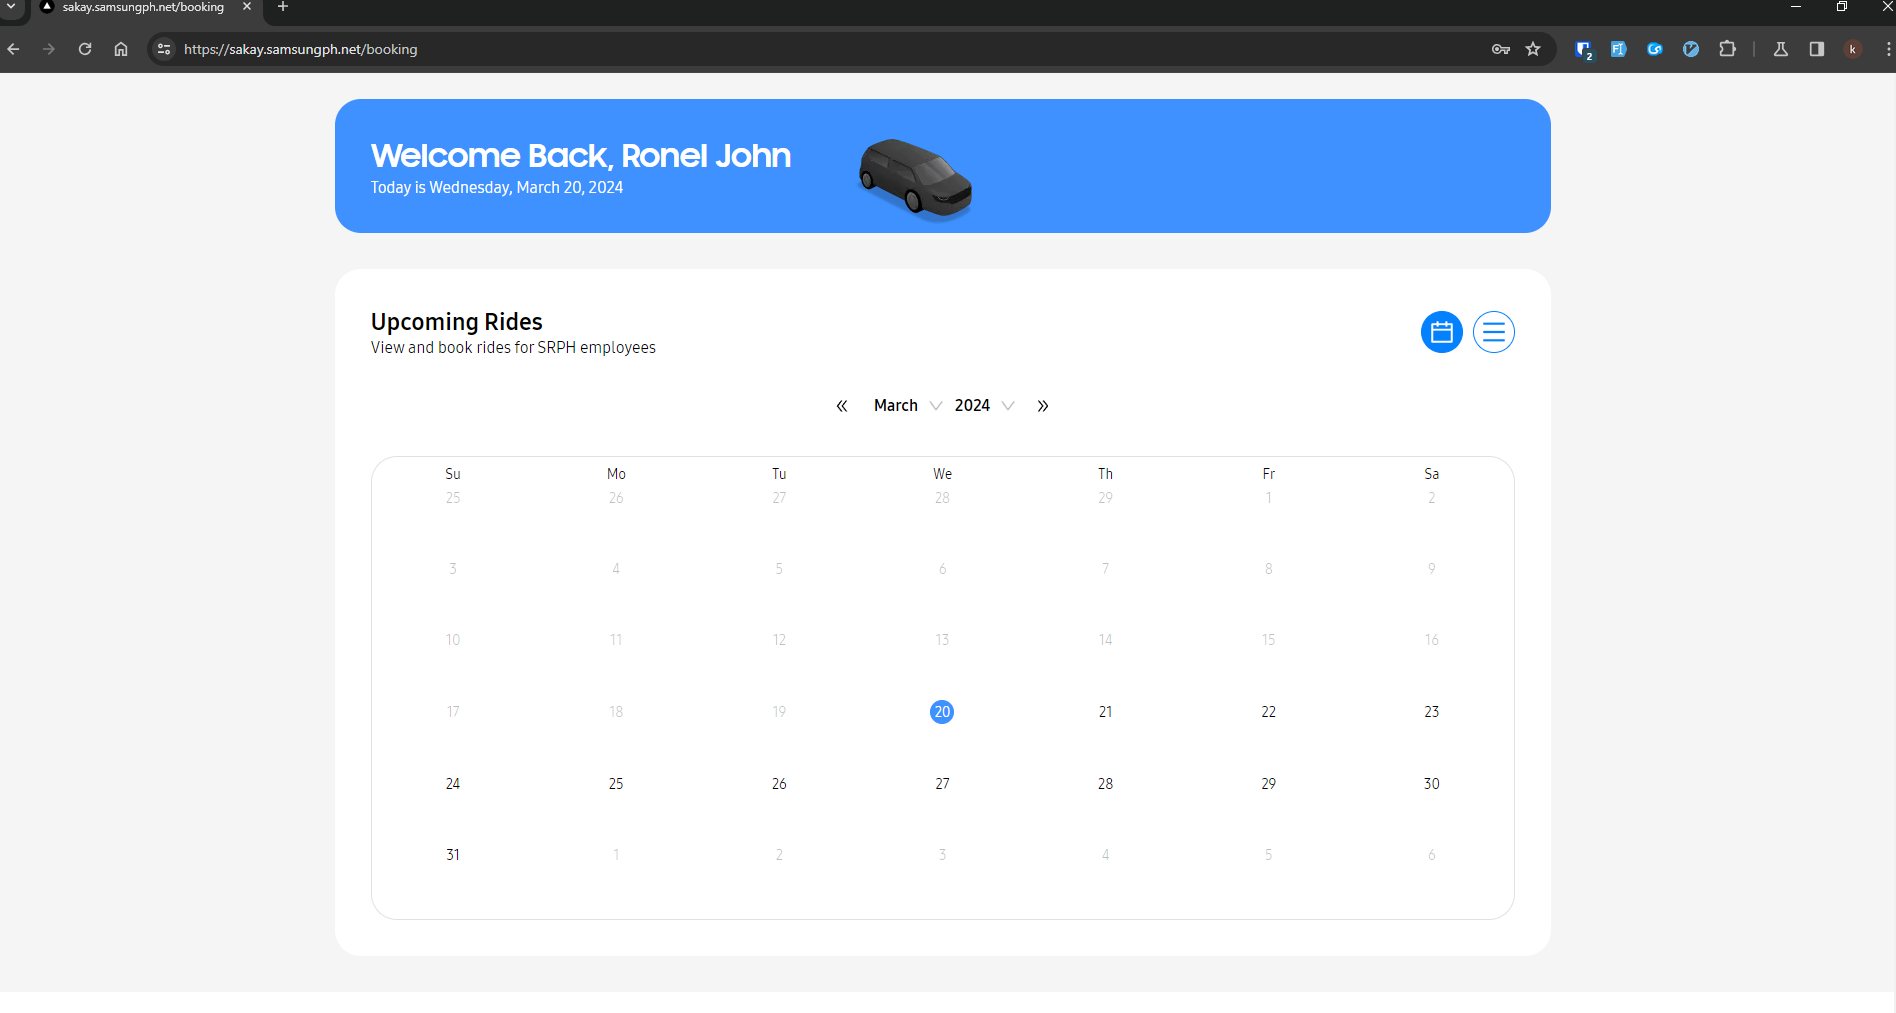 sakay.samsungph.net/booking
https://sakay.samsungph.net/booking
2
k
Welcome Back, Ronel John
Today is Wednesday, March 20, 2024
Upcoming Rides
View and book rides for SRPH employees
« March 2024 »
Su Mo Tu We Th Fr Sa
25 26 27 28 29 1 2
3 4 5 6 7 8 9
10 11 12 13 14 15 16
17 18 19 20 21 22 23
24 25 26 27 28 29 30
31 1 2 3 4 5 6